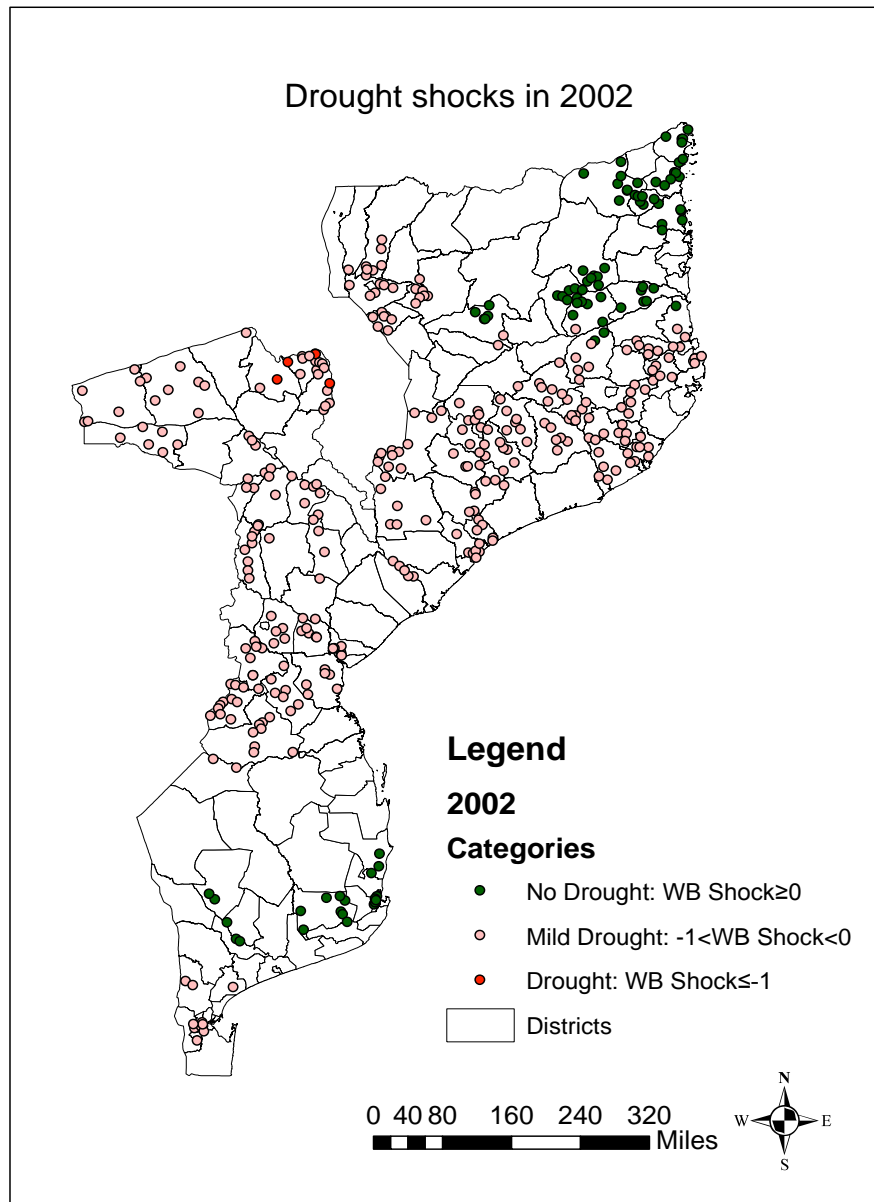 Drought shocks in 2002
Legend
2002
Categories
No Drought: WB Shock≥0
Mild Drought: -1<WB Shock<0
Drought: WB Shock≤-1
Districts
0 40 80 160 240 320
Miles
N
W E
S